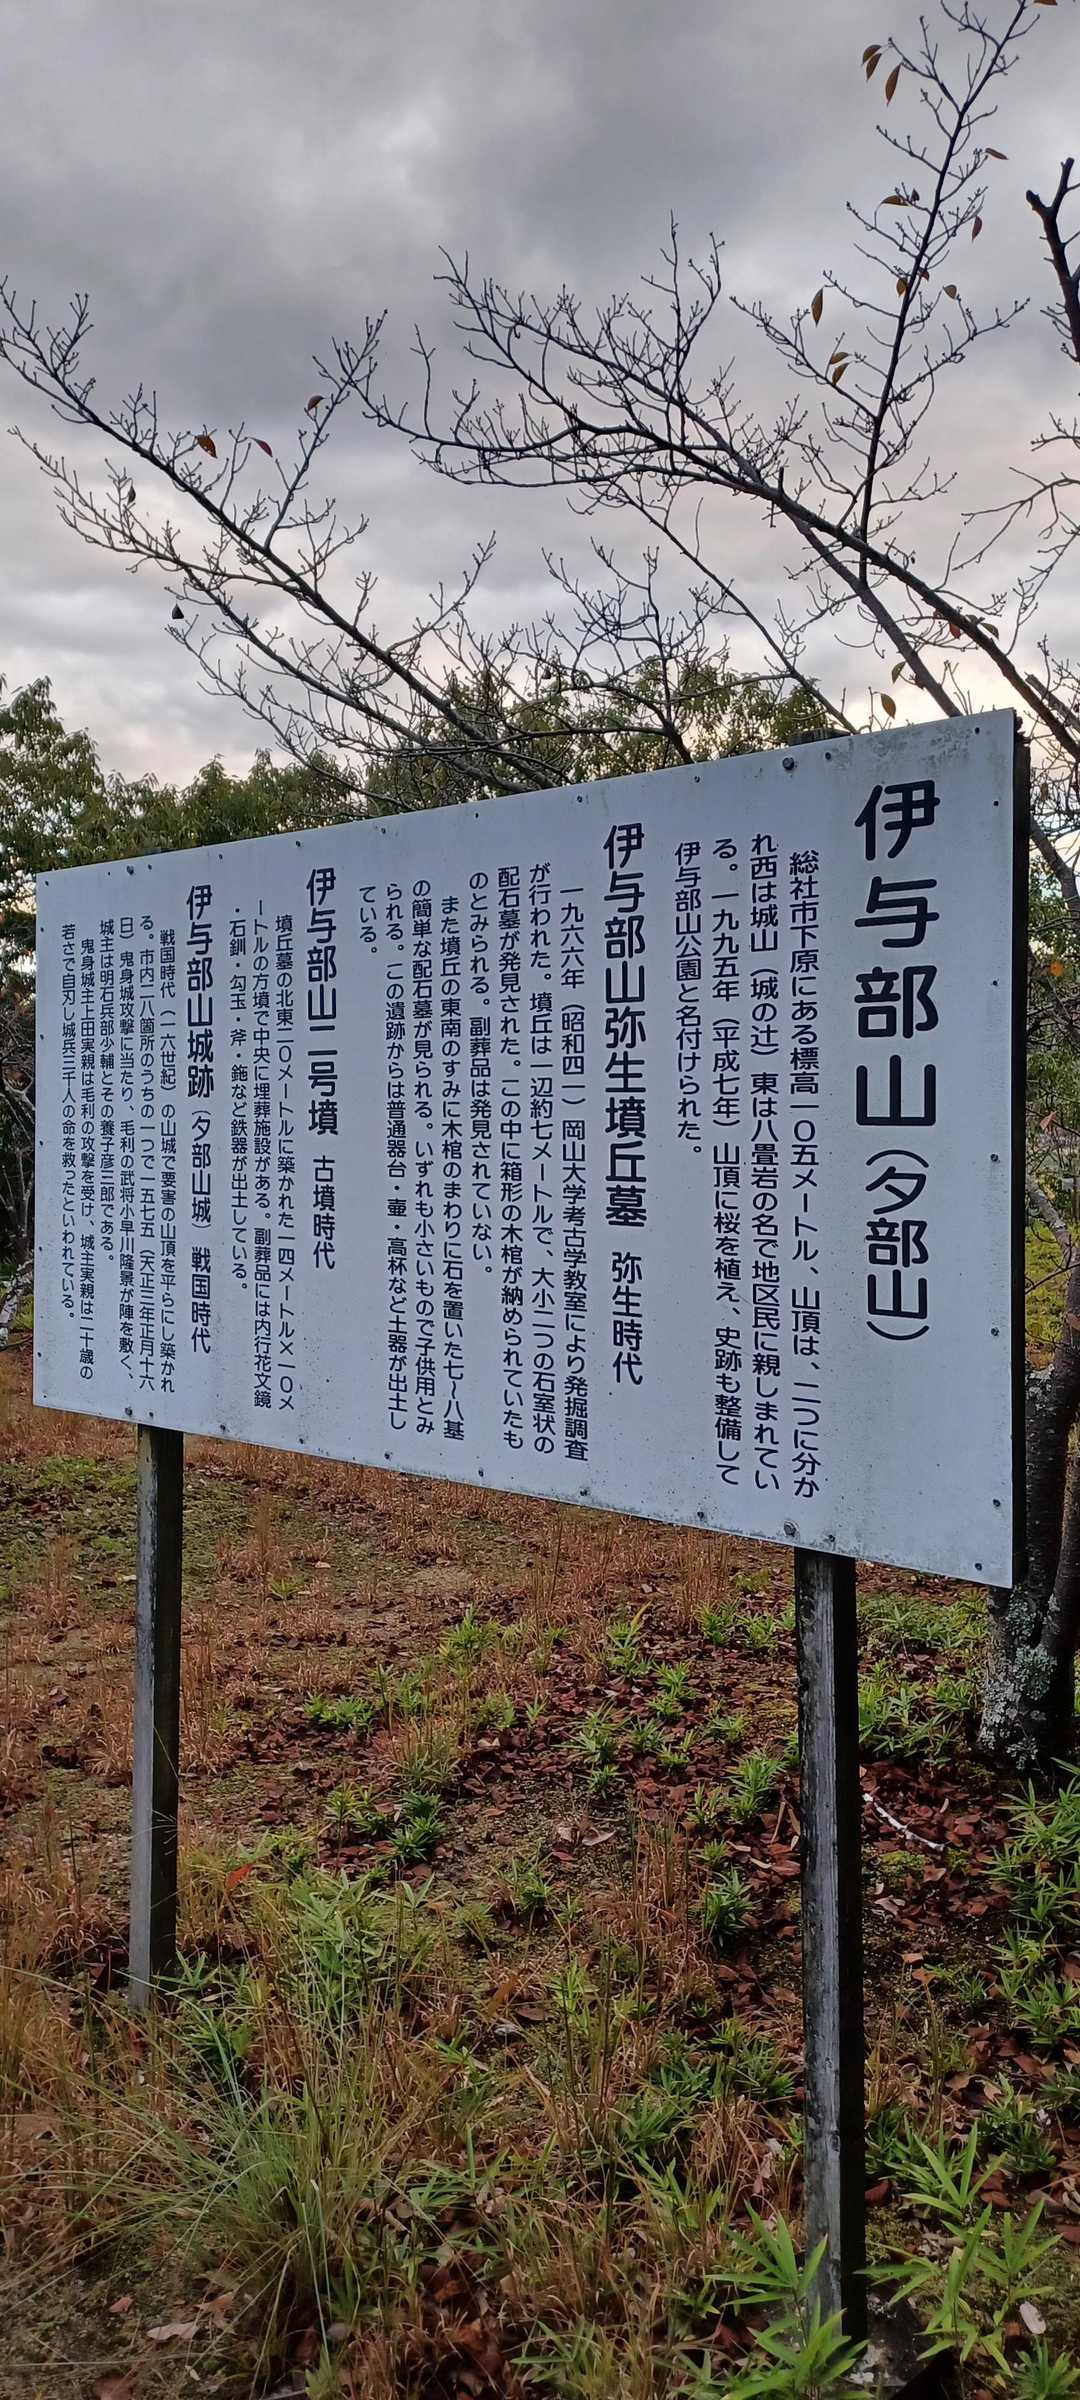 伊与部山（夕部山）
総社市下原にある標高一〇五メートル、山頂は、二つに分か
れ西は城山（城の辻）東は八畳岩の名で地区民に親しまれてい
る。一九九五年（平成七年）山頂に桜を植え、史跡も整備して
伊与部山公園と名付けられた。
伊与部山弥生墳丘墓 弥生時代
一九六六年（昭和四一）岡山大学考古学教室により発掘調査
が行われた。墳丘は一辺約七メートルで、大小二つの石室状の
配石墓が発見された。この中に箱形の木棺が納められていたも
のとみられる。副葬品は発見されていない。
また墳丘の東南のすみに木棺のまわりに石を置いた七〜八基
の簡単な配石墓が見られる。いずれも小さいもので子供用とみ
られる。この遺跡からは普通器台・壷・高杯など土器が出土し
ている。
伊与部山二号墳 古墳時代
墳丘墓の北東二〇メートルに築かれた一四メートル×一〇メ
ートルの方墳で中央に埋葬施設がある。副葬品には内行花文鏡
・石釧・勾玉・斧・鉇など鉄器が出土している。
伊与部山城跡（夕部山城） 戦国時代
戦国時代（一六世紀）の山城で要害の山頂を平らにし築かれ
る。市内二八箇所のうちの一つで一五七五（天正三年正月十六
日）鬼身城攻撃に当たり、毛利の武将小早川隆景が陣を敷く、
城主は明石兵部少輔とその養子彦三郎である。
鬼身城主上田実親は毛利の攻撃を受け、城主実親は二十歳の
若さで自刃し城兵三千人の命を救ったといわれている。